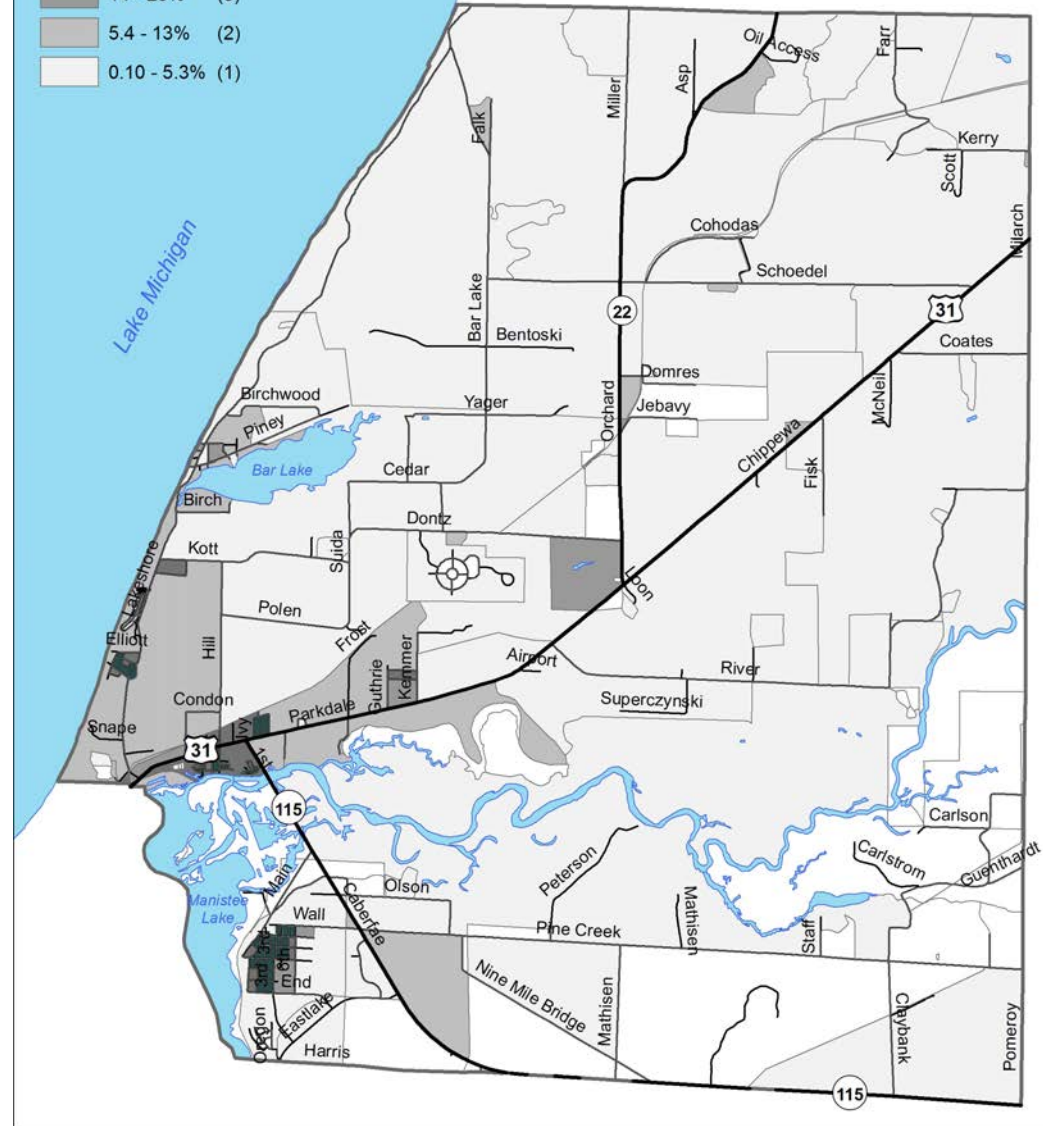 5.4 - 13% (2)
0.10 - 5.3% (1)
Oil Access
Farr
Asp
Miller
Falk
Kerry
Scott
Milarch
Cohodas
Schoedel
Lake Michigan
Bar Lake
22
31
Bentoski
Coates
Domres
McNeil
Birchwood
Yager
Jebavy
Orchard
Piney
Chippewa
Bar Lake
Cedar
Fisk
Birch
Dontz
Suida
Kott
Lakeshore
Loon
Polen
Frost
Elliott
Hill
Guthrie
Kemmer
Airport
River
Condon
Superczynski
Parkdale
Snape
Ivy
31
1st
115
Carlson
Carlstrom
Guenthardt
Peterson
Main
Olson
Caberfae
Manistee
Lake
Wall
Mathisen
Pine Creek
Staff
3rd
6th
3rd
End
Nine Mile Bridge
Eastlake
Oregon
Mathisen
Claybank
Pomeroy
Harris
115